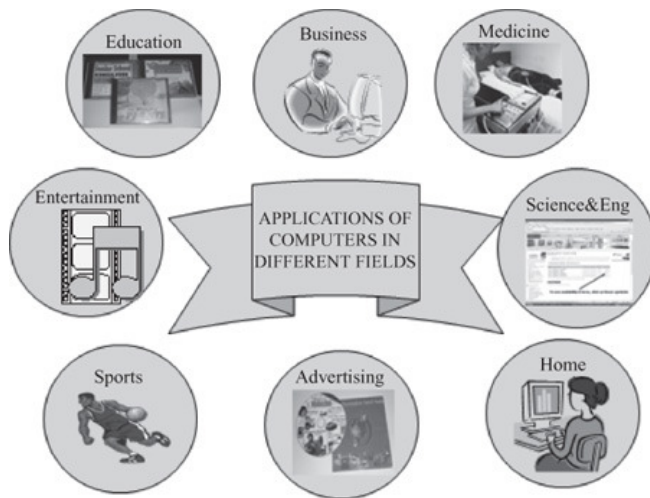 Education
Business
Medicine
Entertainment
APPLICATIONS OF
COMPUTERS IN
DIFFERENT FIELDS
Science&Eng
Sports
Advertising
Home